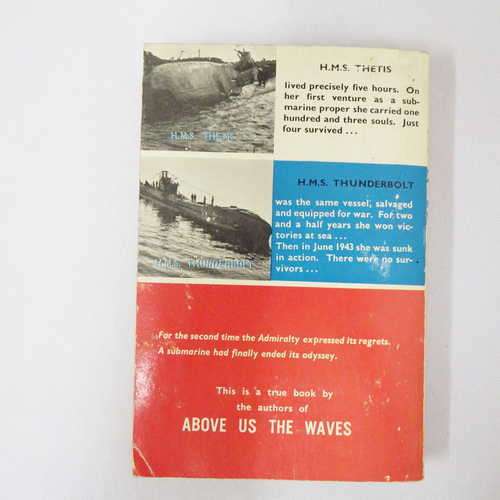 H.M.S. THETIS
lived precisely five hours. On
her first venture as a sub-
marine proper she carried one
hundred and three souls. Just
four survived ...
H.M.S. THETIS
H.M.S. THUNDERBOLT
was the same vessel, salvaged
and equipped for war. For two
and a half years she won vic-
tories at sea ...
Then in June 1943 she was sunk
in action. There were no sur-
vivors ...
H.M.S. THUNDERBOLT
For the second time the Admiralty expressed its regrets.
A submarine had finally ended its odyssey.
This is a true book by
the authors of
ABOVE US THE WAVES